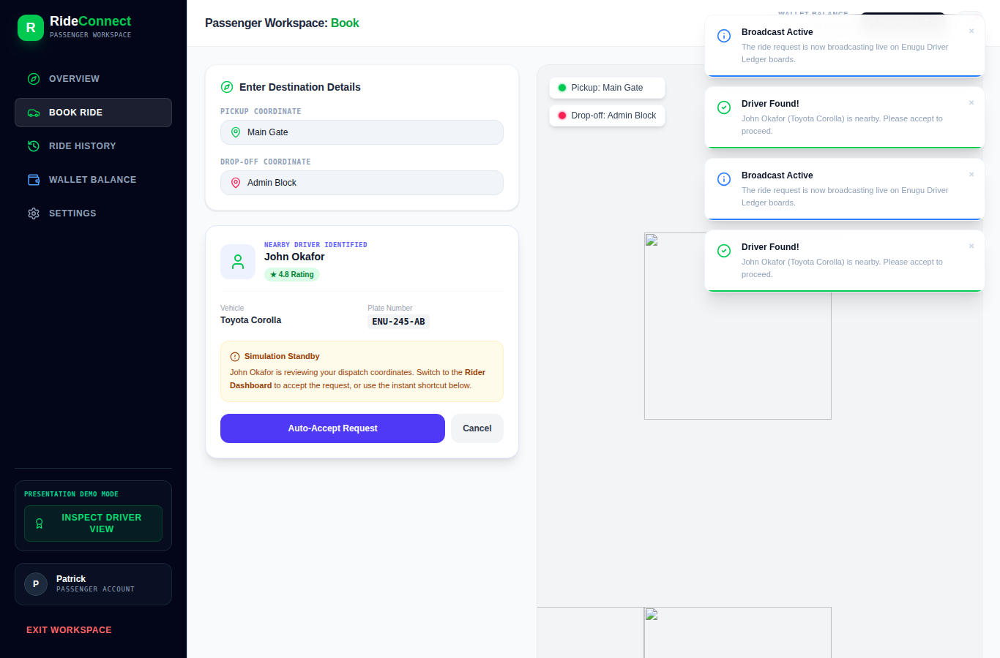 R
RideConnect
PASSENGER WORKSPACE
OVERVIEW
BOOK RIDE
RIDE HISTORY
WALLET BALANCE
SETTINGS
PRESENTATION DEMO MODE
INSPECT DRIVER
VIEW
P
Patrick
PASSENGER ACCOUNT
EXIT WORKSPACE
Passenger Workspace: Book
WALLET BALANCE
Enter Destination Details
PICKUP COORDINATE
Main Gate
DROP-OFF COORDINATE
Admin Block
NEARBY DRIVER IDENTIFIED
John Okafor
★ 4.8 Rating
Vehicle
Toyota Corolla
Plate Number
ENU-245-AB
Simulation Standby
John Okafor is reviewing your dispatch coordinates. Switch to the Rider
Dashboard to accept the request, or use the instant shortcut below.
Auto-Accept Request
Cancel
Pickup: Main Gate
Drop-off: Admin Block
Broadcast Active
The ride request is now broadcasting live on Enugu Driver
Ledger boards.
Driver Found!
John Okafor (Toyota Corolla) is nearby. Please accept to
proceed.
Broadcast Active
The ride request is now broadcasting live on Enugu Driver
Ledger boards.
Driver Found!
John Okafor (Toyota Corolla) is nearby. Please accept to
proceed.